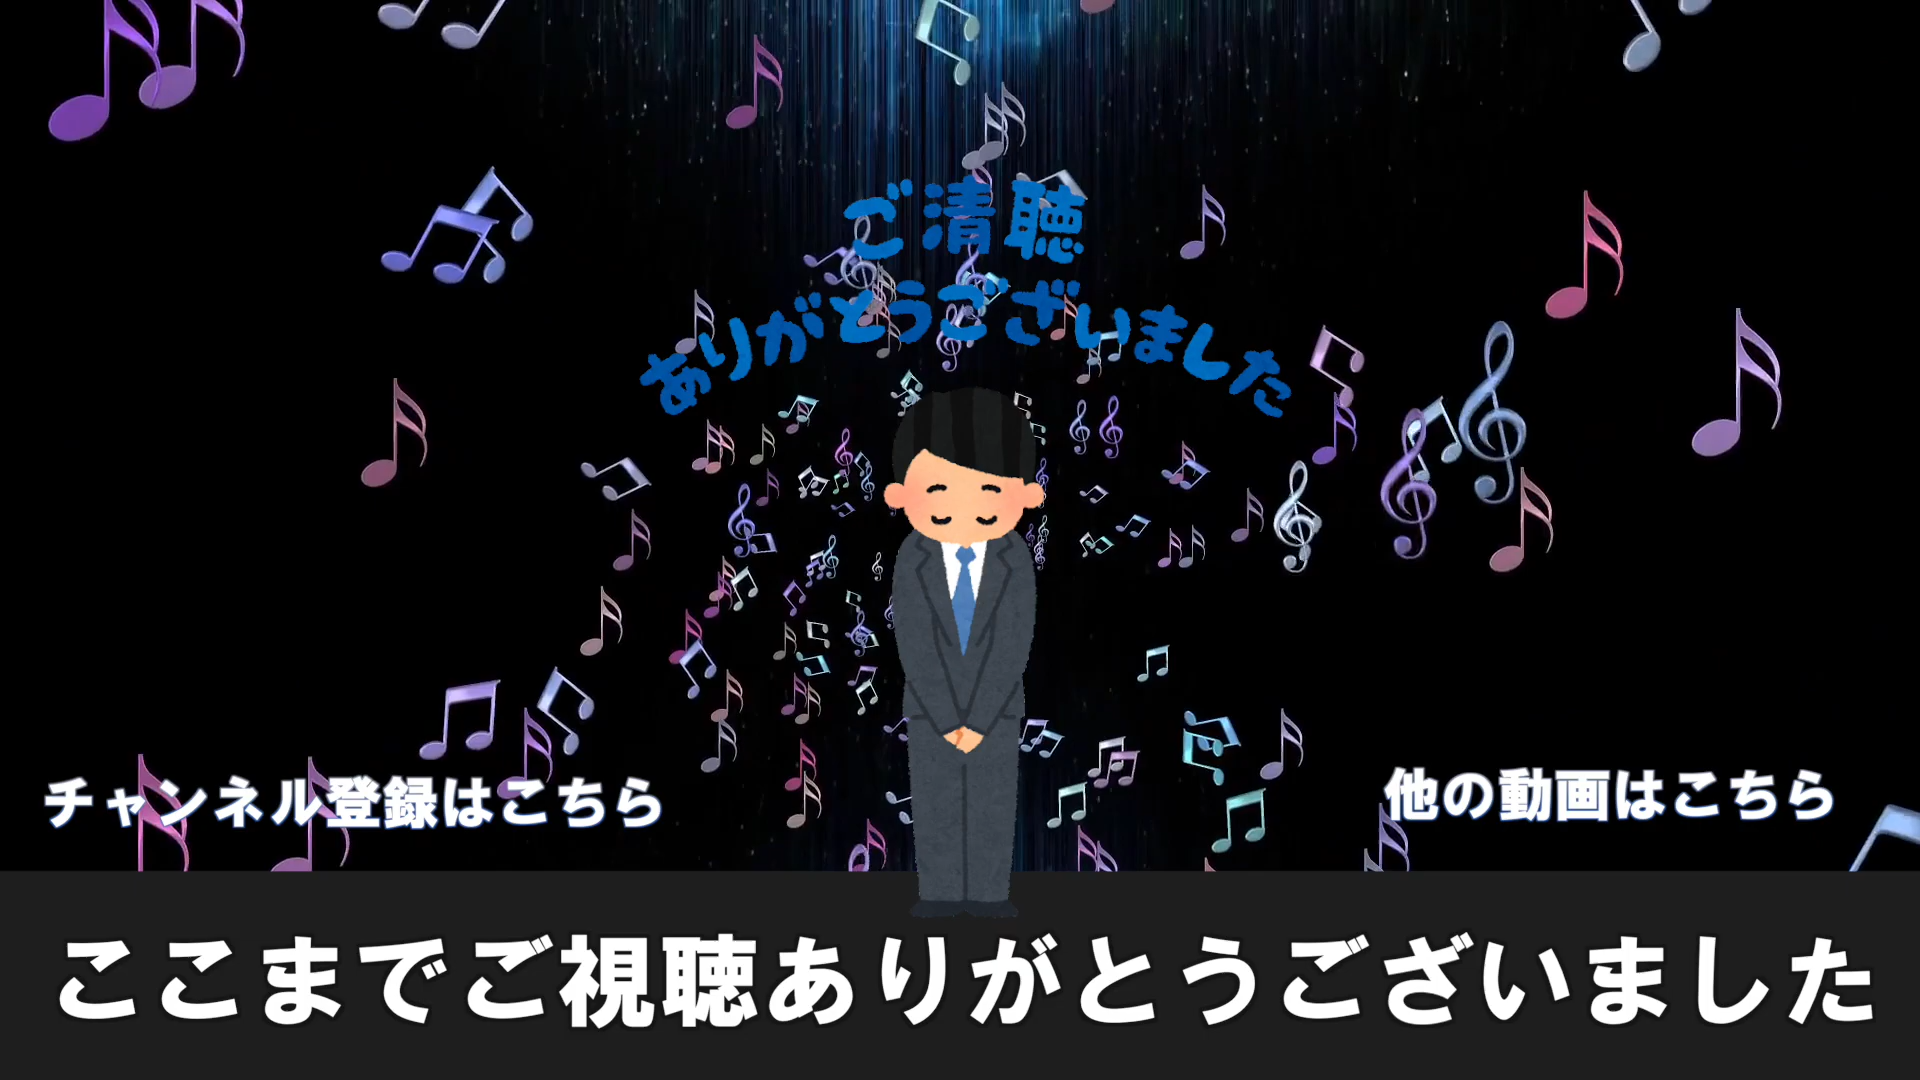 ご清聴
ありがとうございました
チャンネル登録はこちら
他の動画はこちら
ここまでご視聴ありがとうございました